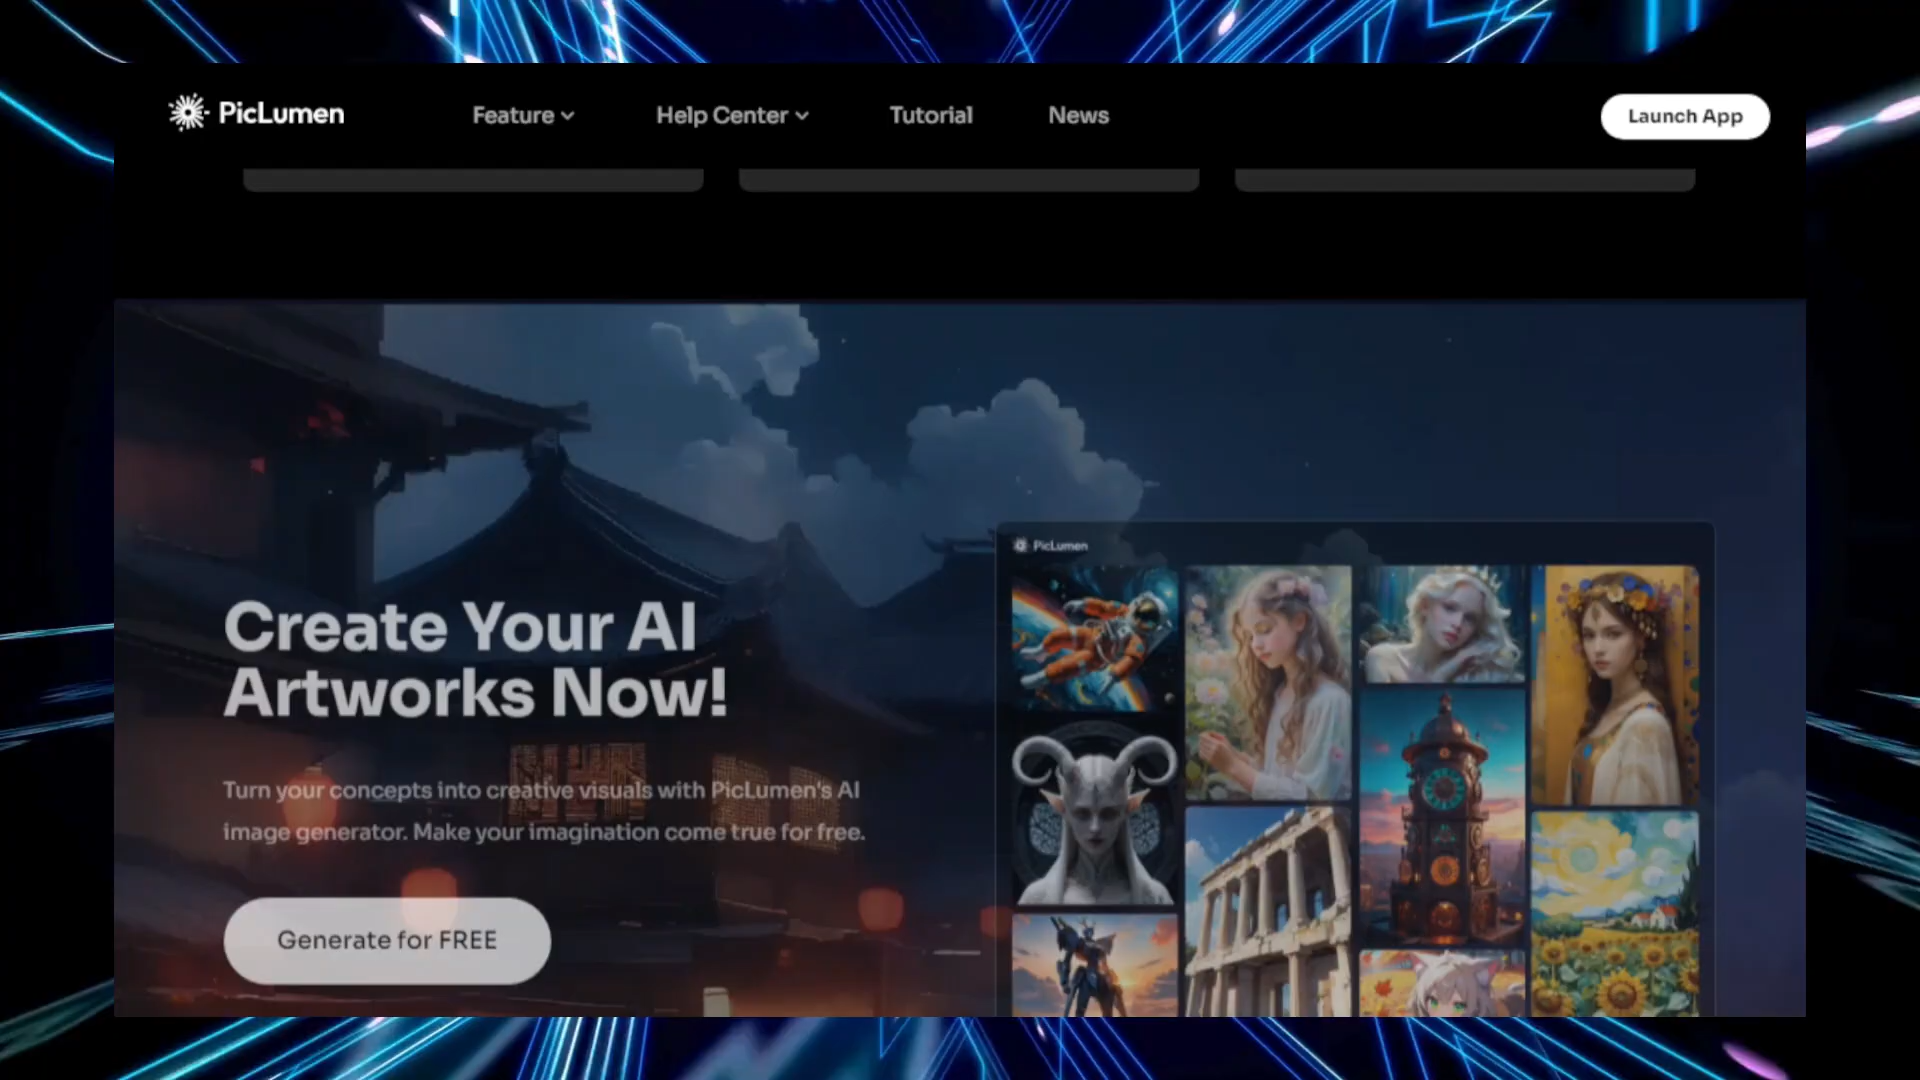 PicLumen
Feature
Help Center
Tutorial
News
Launch App
PicLumen
Create Your AI
Artworks Now!
Turn your concepts into creative visuals with PicLumen's AI
image generator. Make your imagination come true for free.
Generate for FREE